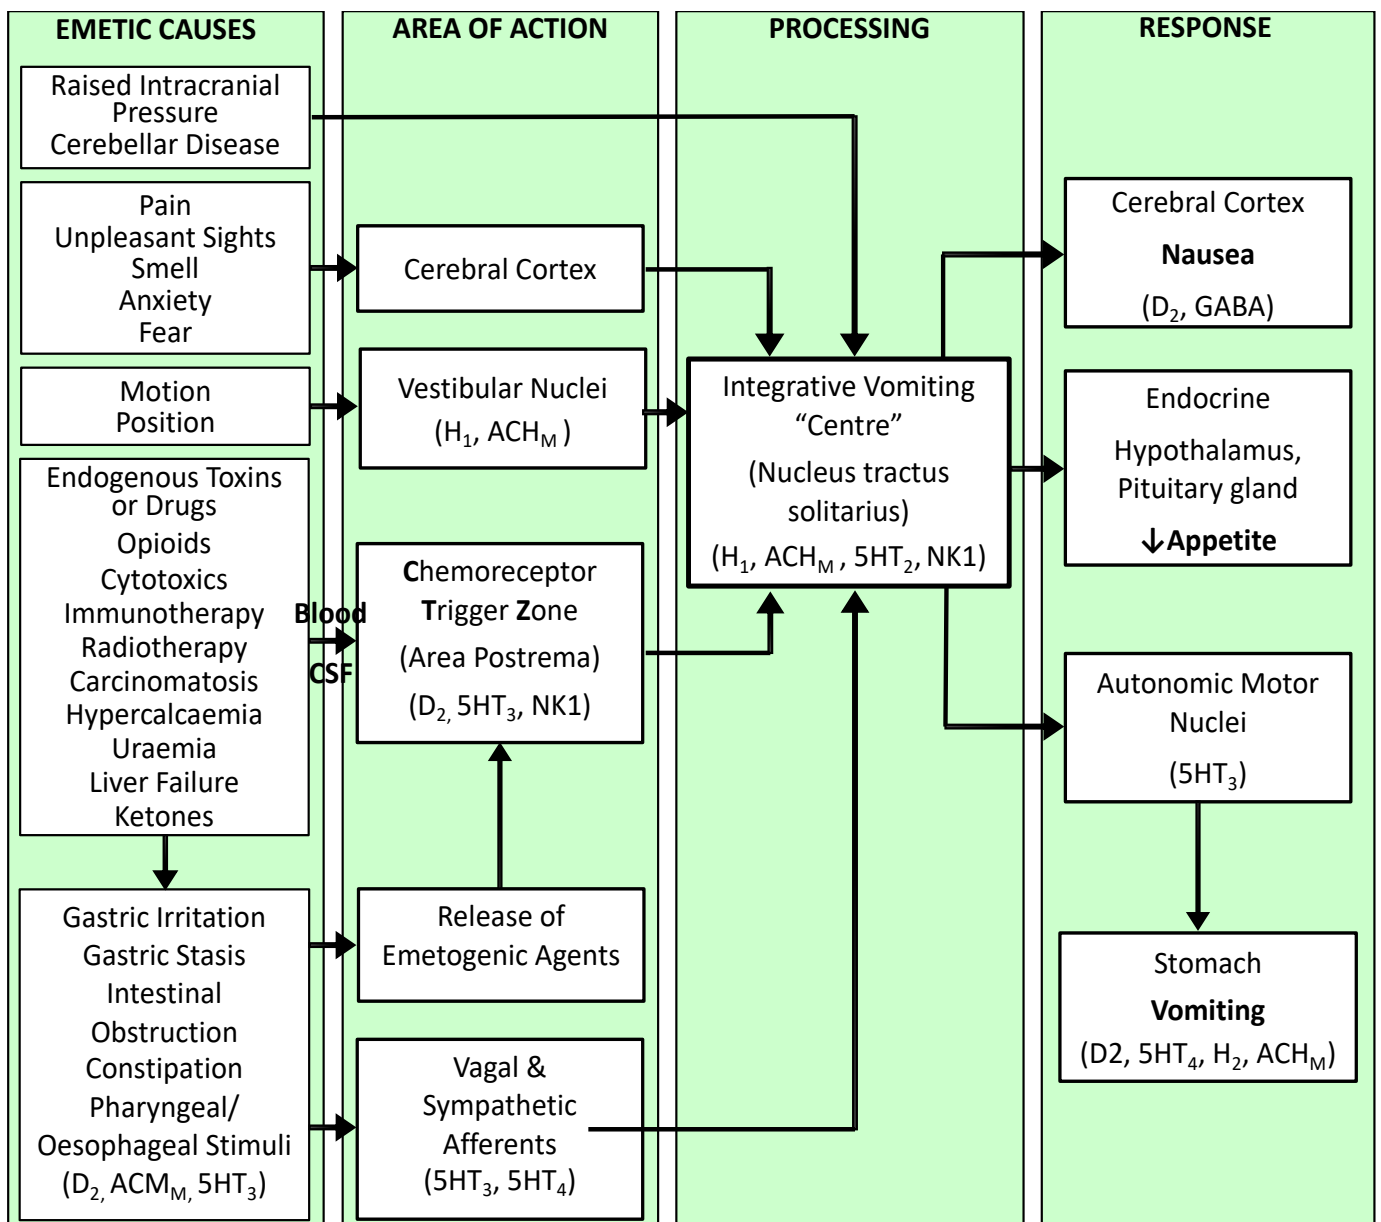 EMETIC CAUSES
Raised Intracranial
Pressure
Cerebellar Disease
Pain
Unpleasant Sights
Smell
Anxiety
Fear
Motion
Position
Endogenous Toxins
or Drugs
Opioids
Cytotoxics
Immunotherapy
Radiotherapy
Carcinomatosis
Hypercalcaemia
Uraemia
Liver Failure
Ketones
Gastric Irritation
Gastric Stasis
Intestinal
Obstruction
Constipation
Pharyngeal/
Oesophageal Stimuli
(D₂, ACM_M, 5HT₃)
Blood
CSF
AREA OF ACTION
Cerebral Cortex
Vestibular Nuclei
(H₁, ACH_M )
Chemoreceptor
Trigger Zone
(Area Postrema)
(D₂, 5HT₃, NK1)
Release of
Emetogenic Agents
Vagal &
Sympathetic
Afferents
(5HT₃, 5HT₄)
PROCESSING
Integrative Vomiting
“Centre”
(Nucleus tractus
solitarius)
(H₁, ACH_M , 5HT₂, NK1)
RESPONSE
Cerebral Cortex
Nausea
(D₂, GABA)
Endocrine
Hypothalamus,
Pituitary gland
↓Appetite
Autonomic Motor
Nuclei
(5HT₃)
Stomach
Vomiting
(D2, 5HT₄, H₂, ACH_M)